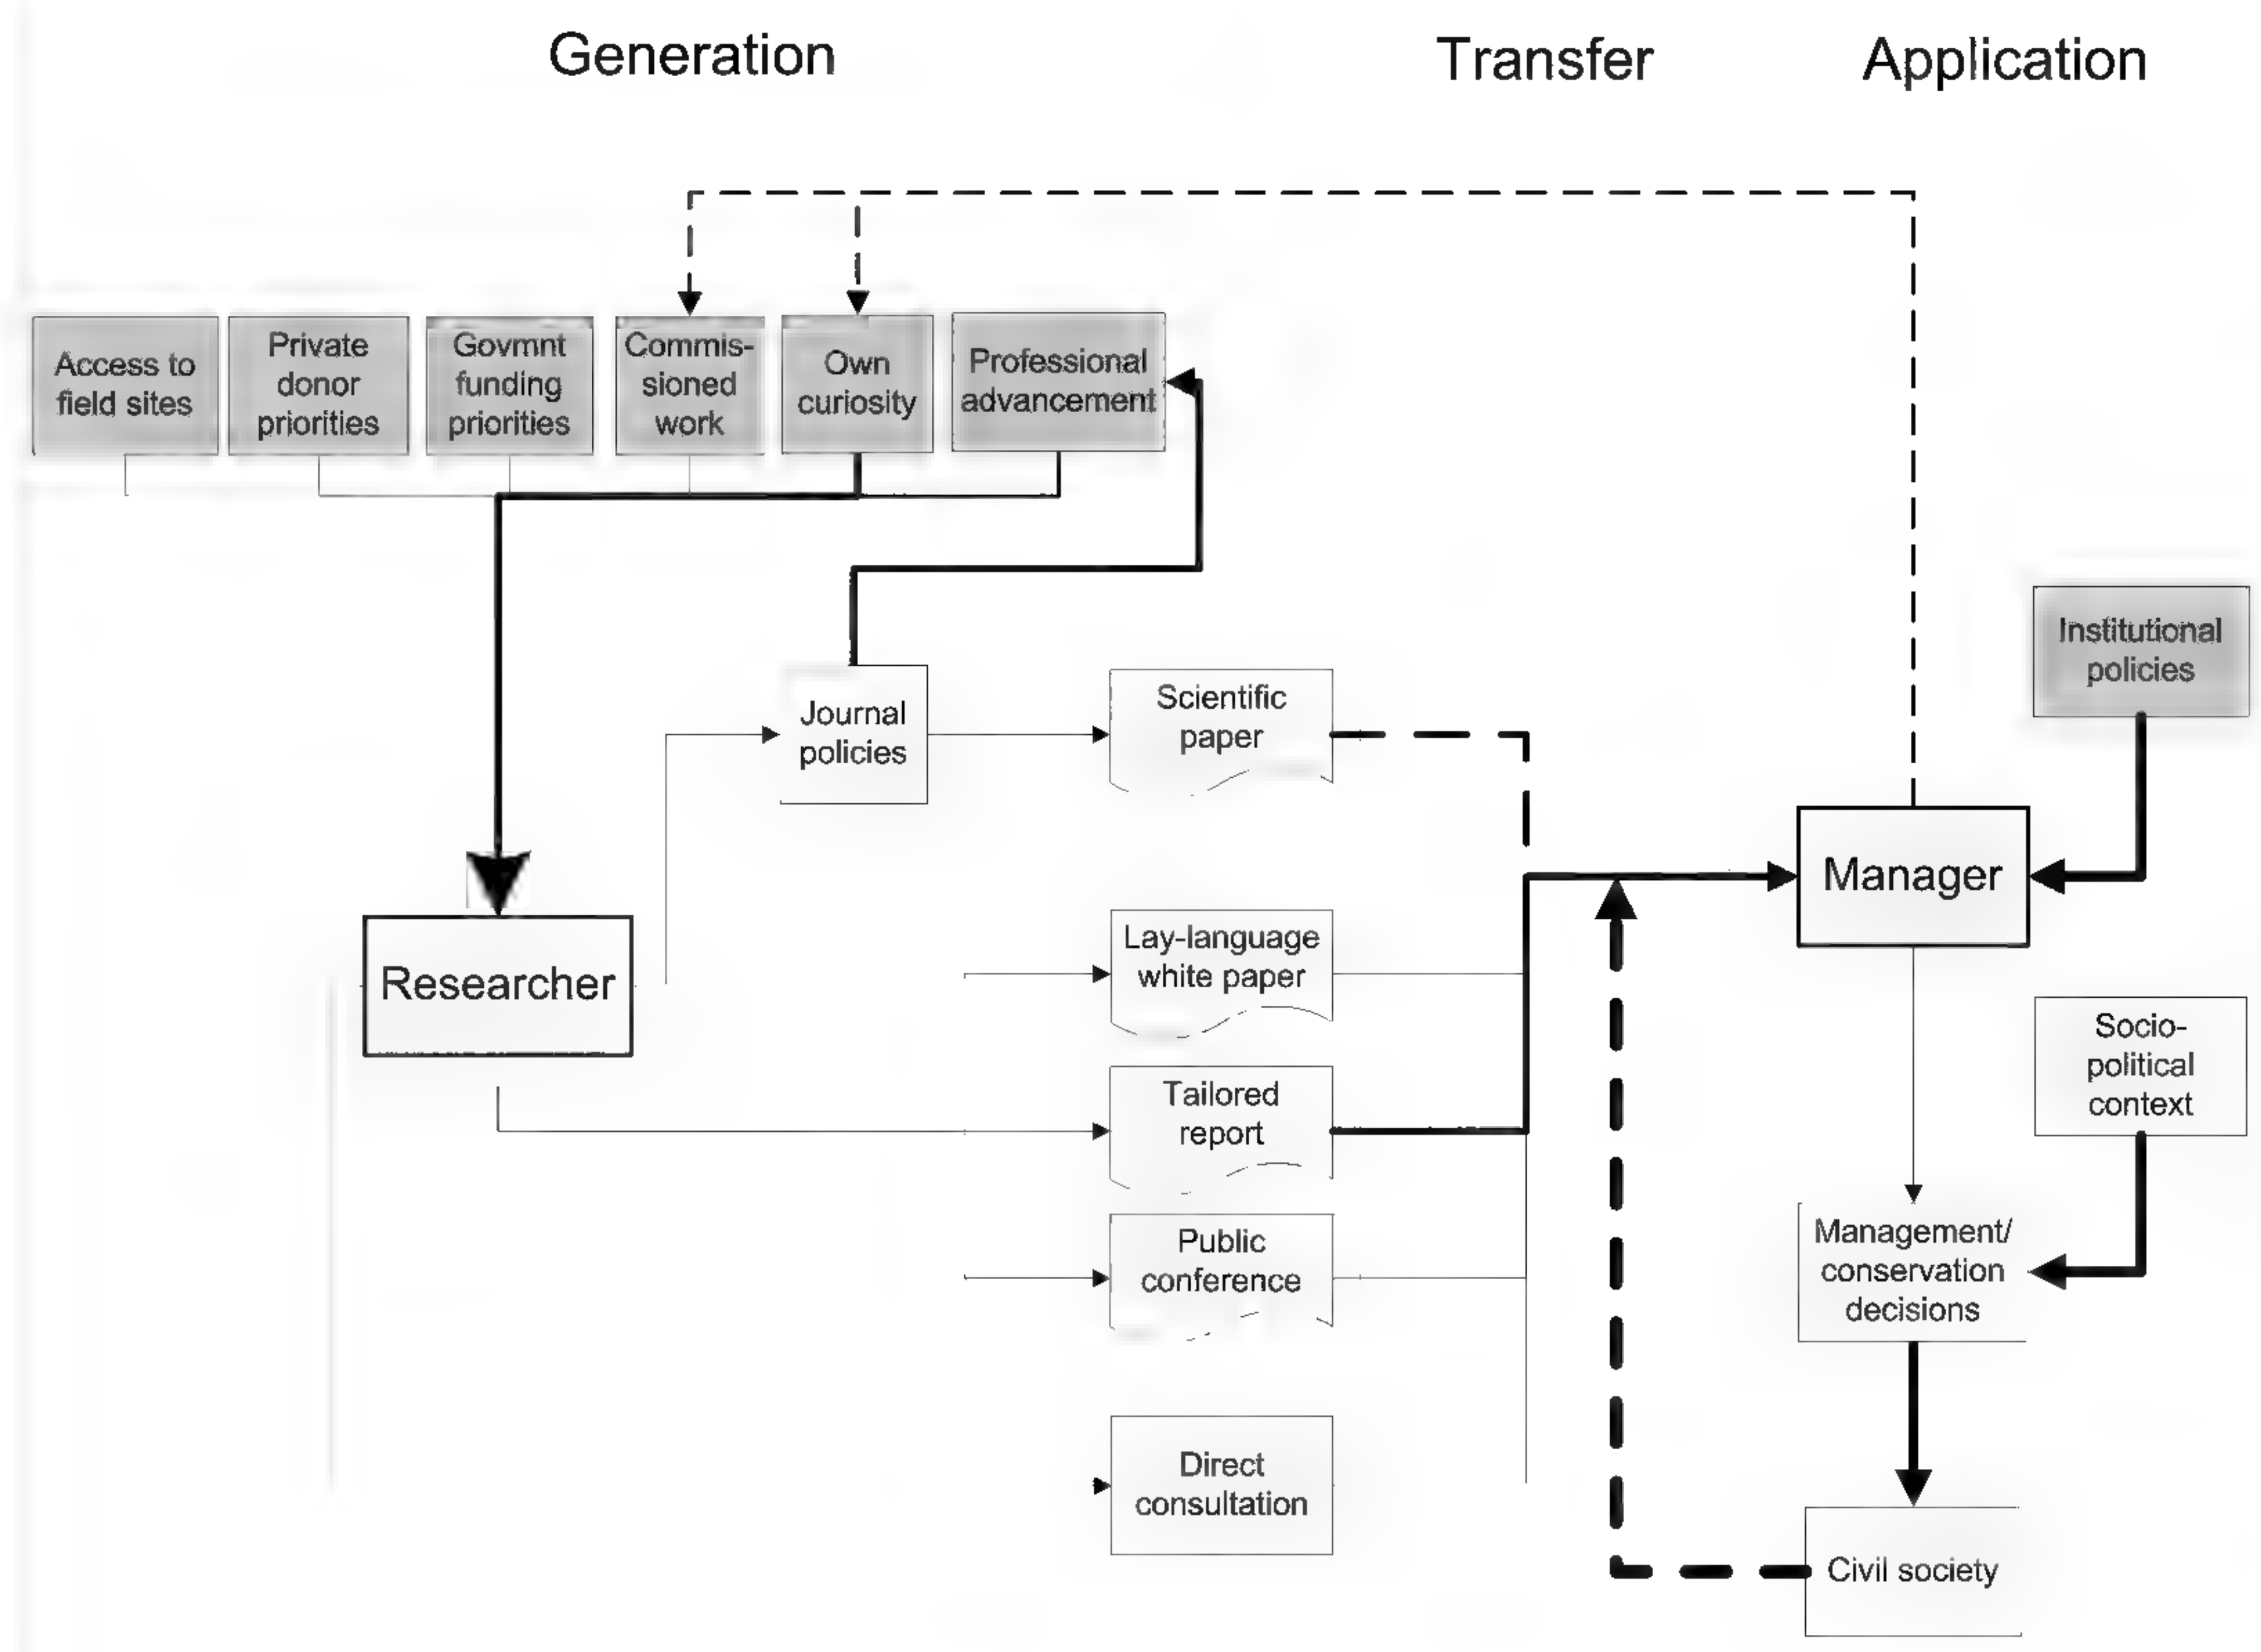 Generation
Transfer
Application
Access to
field sites
Private
donor
priorities
Govmnt
funding
priorities
Commis-
sioned
work
Own
curiosity
Professional
advancement
Institutional
policies
Journal
policies
Scientific
paper
Manager
Researcher
Lay-language
white paper
Socio-
political
context
Tailored
report
Management/
conservation
decisions
Public
conference
Direct
consultation
Civil society